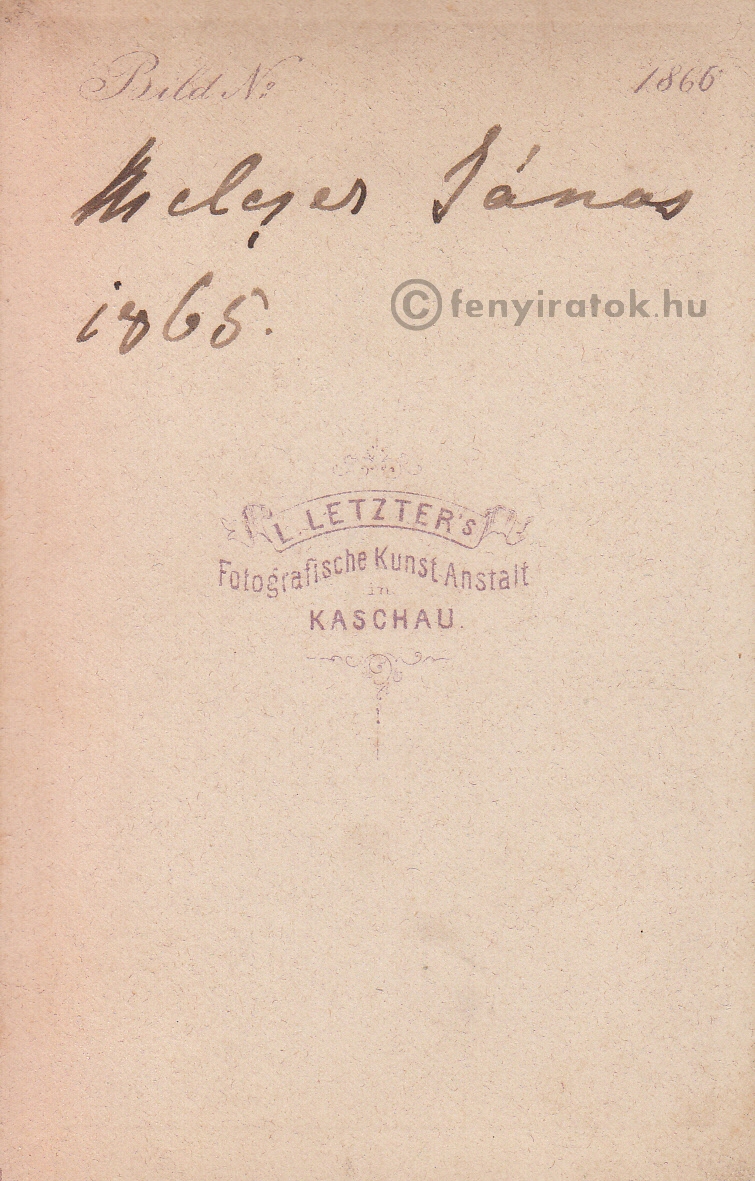 Bild No 1866
Melczer János
1865.
©fenyiratok.hu
L. LETZTER'S
Fotografische Kunst-Anstalt
in
KASCHAU.